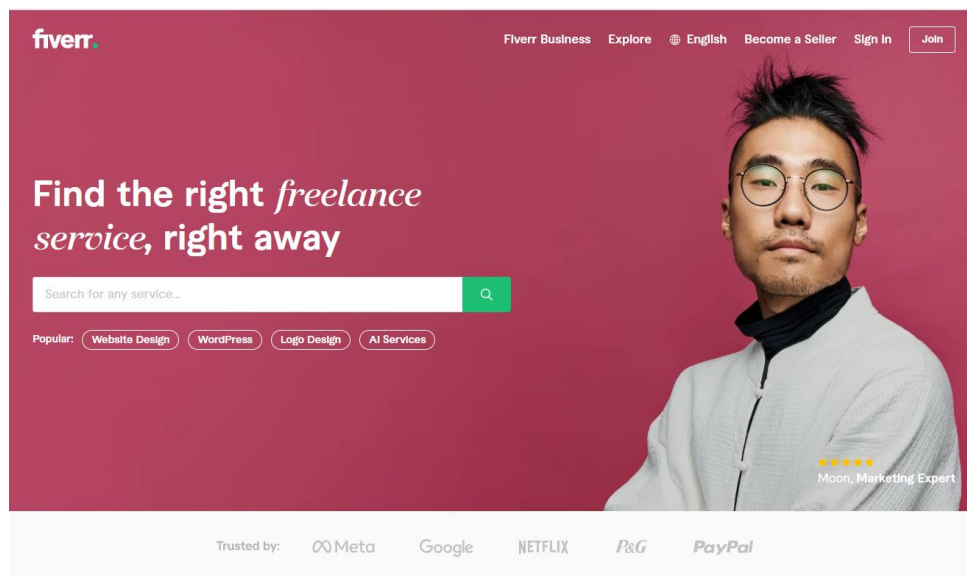 fiverr.
Fiverr Business Explore English Become a Seller Sign In Join
Find the right freelance
service, right away
Search for any service...
Popular: Website Design WordPress Logo Design AI Services
Moon, Marketing Expert
Trusted by: Meta Google NETFLIX P&G PayPal